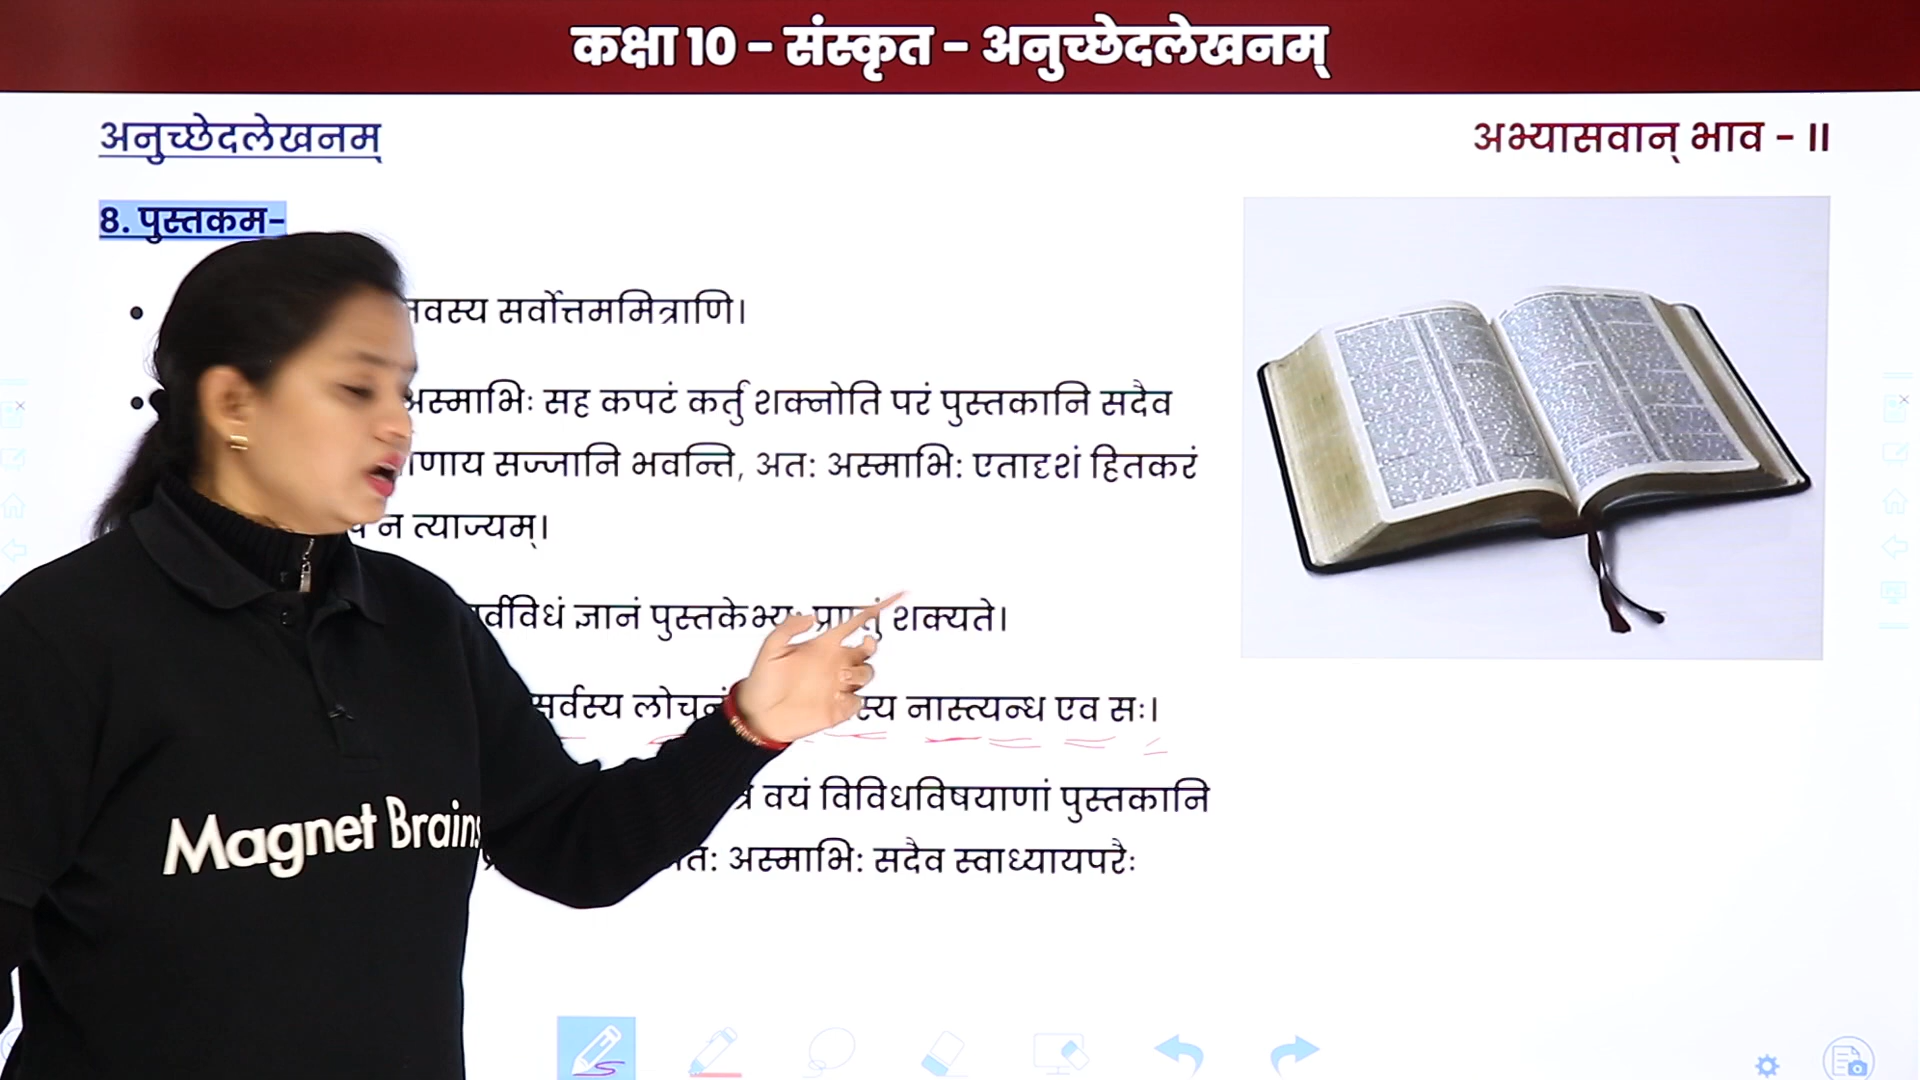 कक्षा 10 - संस्कृत - अनुच्छेदलेखनम्
अनुच्छेदलेखनम्
अभ्यासवान् भाव - II
8. पुस्तकम-
सर्वोत्तममित्राणि।
अस्माभिः सह कपटं कर्तु शक्नोति परं पुस्तकानि सदैव
सज्जानि भवन्ति, अतः अस्माभिः एतादृशं हितकरं
न त्याज्यम्।
ज्ञानं पुस्तकेभ्यः प्राप्तुं शक्यते।
सर्वस्य लोचनं नास्त्यन्ध एव सः।
वयं विविधविषयाणां पुस्तकानि
अस्माभिः सदैव स्वाध्यायपरैः
Magnet Brains